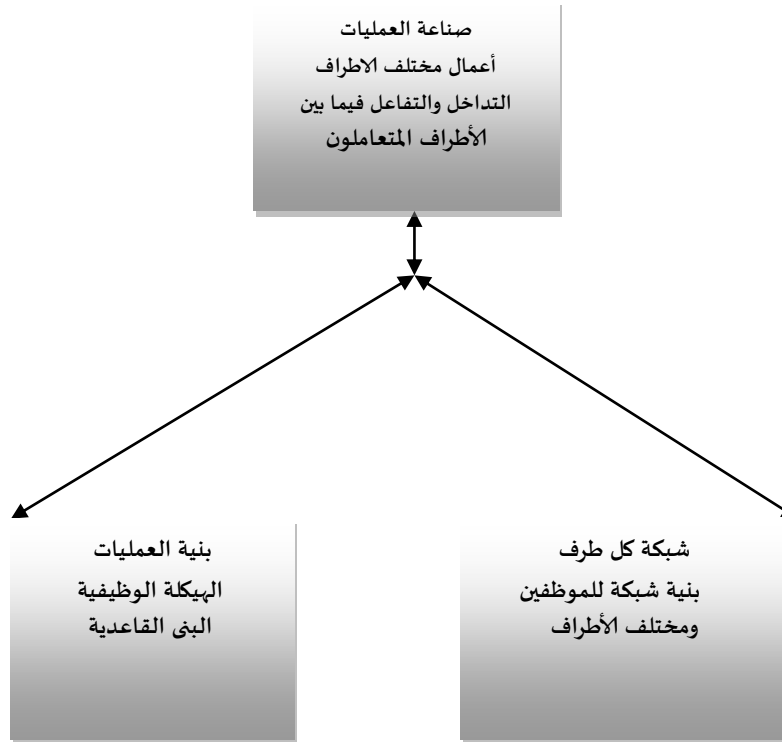 صناعة العمليات
أعمال مختلف الاطراف
التداخل والتفاعل فيما بين
الأطراف المتعاملون
شبكة كل طرف
بنية شبكة للموظفين
ومختلف الأطراف
بنية العمليات
الهيكلة الوظيفية
البنى القاعدية